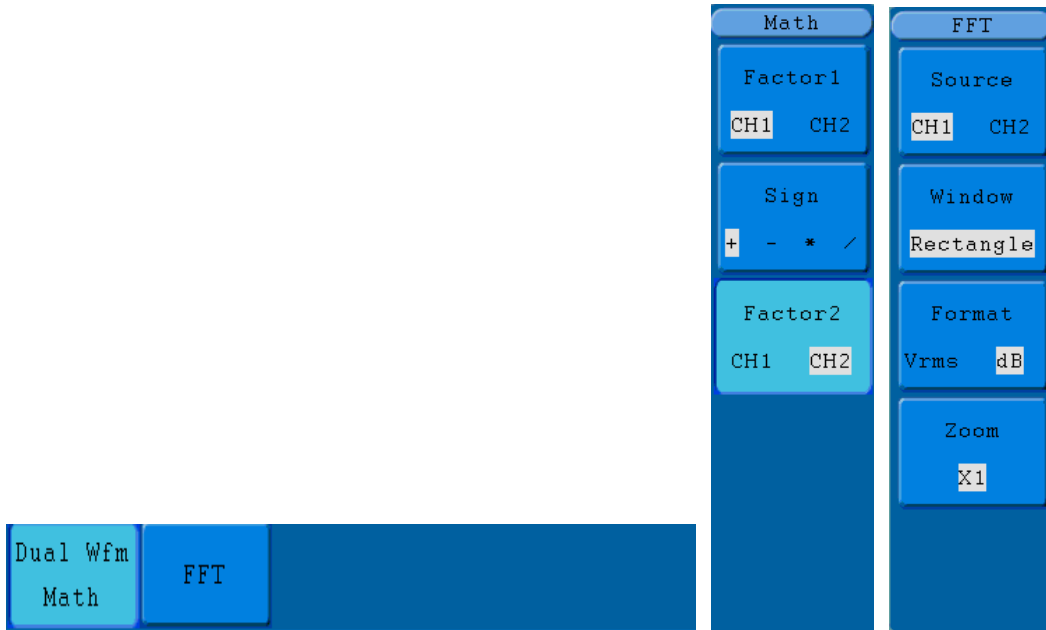 Math
Factor1
CH1 CH2
Sign
+ - * /
Factor2
CH1 CH2
FFT
Source
CH1 CH2
Window
Rectangle
Format
Vrms dB
Zoom
X1
Dual Wfm
Math
FFT